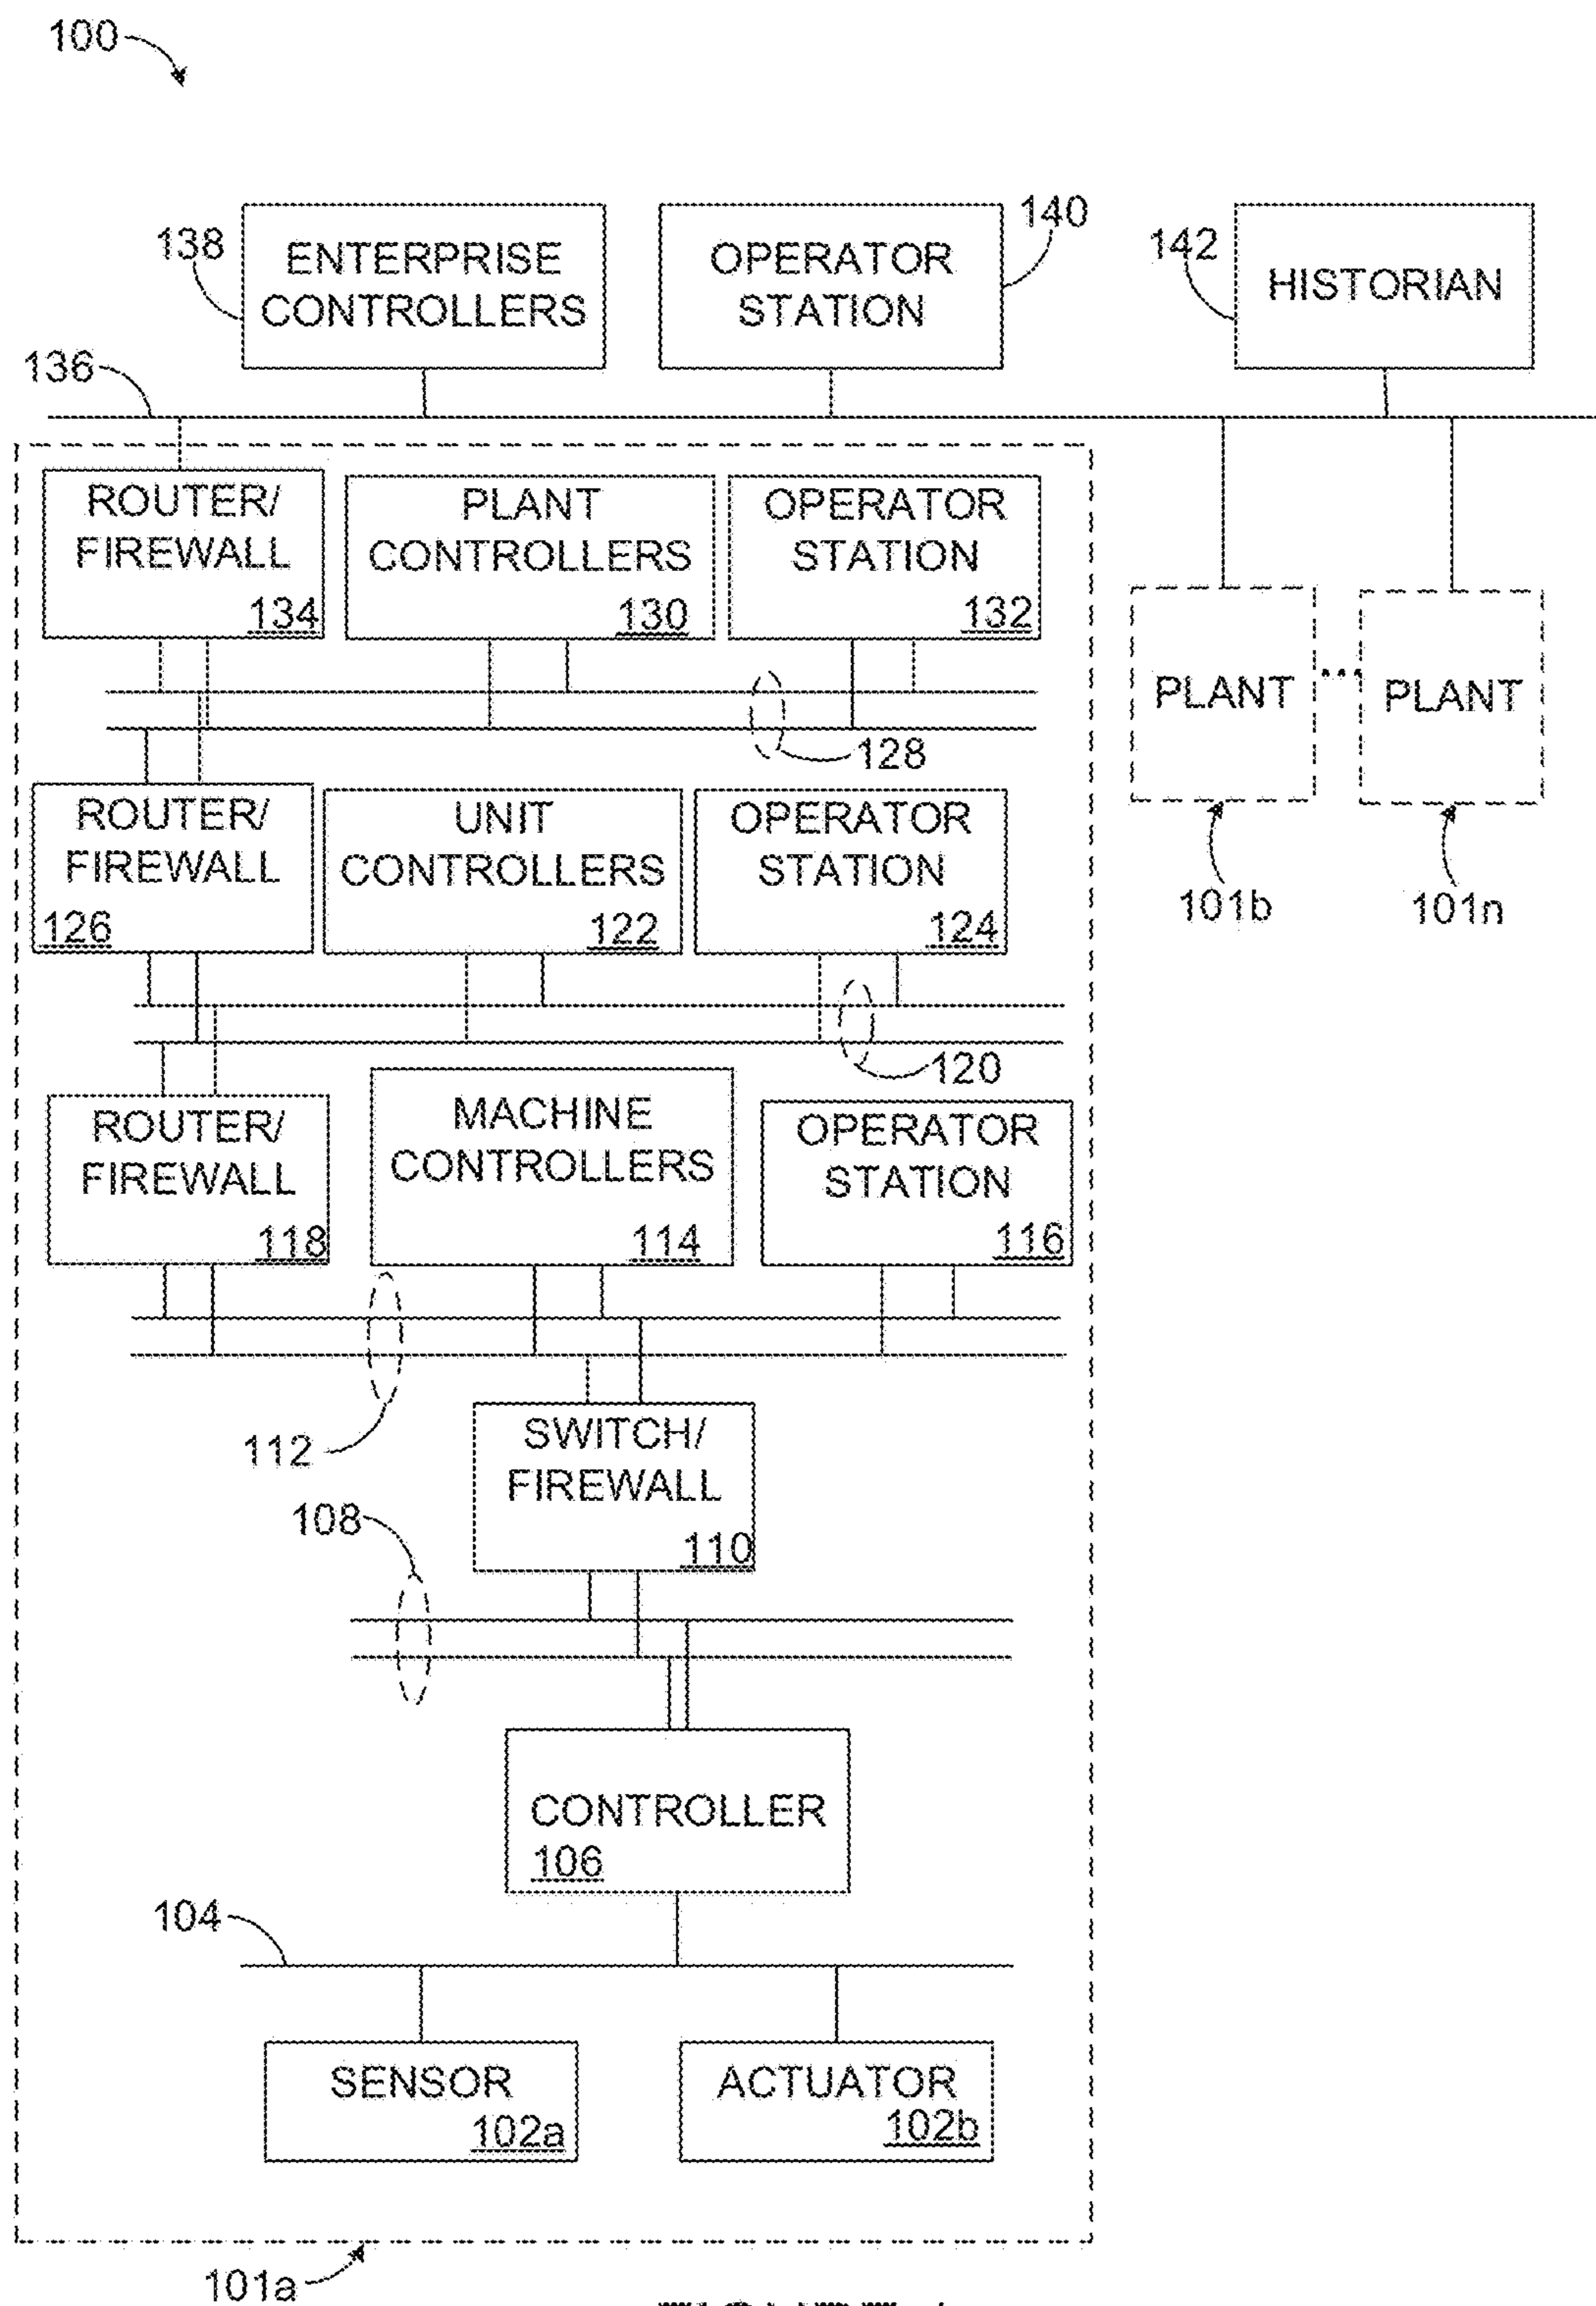 100
138
ENTERPRISE
CONTROLLERS
OPERATOR
STATION
140
142
HISTORIAN
136
ROUTER/
FIREWALL
134
PLANT
CONTROLLERS
130
OPERATOR
STATION
132
128
PLANT
...
PLANT
101b
101n
ROUTER/
FIREWALL
126
UNIT
CONTROLLERS
122
OPERATOR
STATION
124
120
ROUTER/
FIREWALL
118
MACHINE
CONTROLLERS
114
OPERATOR
STATION
116
112
SWITCH/
FIREWALL
110
108
CONTROLLER
106
104
SENSOR
102a
ACTUATOR
102b
101a